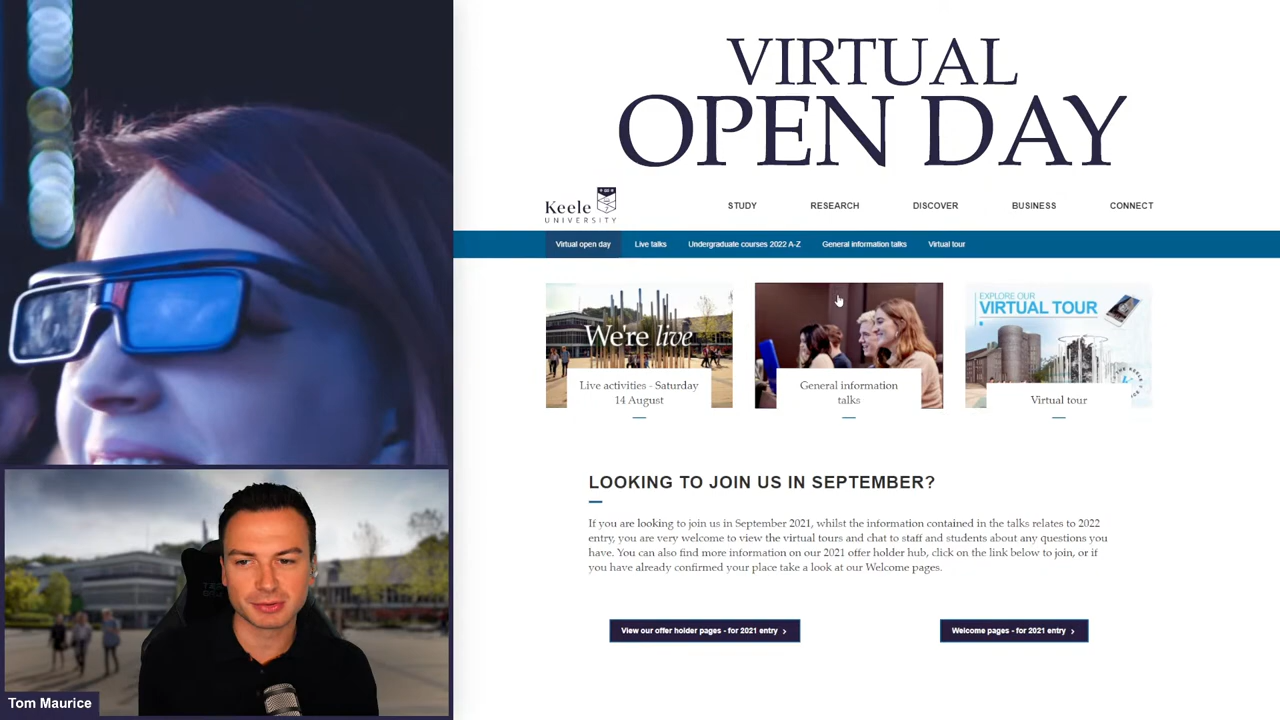 VIRTUAL
OPEN DAY
Keele
UNIVERSITY
STUDY
RESEARCH
DISCOVER
BUSINESS
CONNECT
Virtual open day
Live talks
Undergraduate courses 2022 A-Z
General information talks
Virtual tour
We're live
Live activities - Saturday
14 August
General information
talks
EXPLORE OUR
VIRTUAL TOUR
Virtual tour
LOOKING TO JOIN US IN SEPTEMBER?
If you are looking to join us in September 2021, whilst the information contained in the talks relates to 2022
entry, you are very welcome to view the virtual tours and chat to staff and students about any questions you
have. You can also find more information on our 2021 offer holder hub, click on the link below to join, or if
you have already confirmed your place take a look at our Welcome pages.
View our offer holder pages - for 2021 entry
Welcome pages - for 2021 entry
Tom Maurice